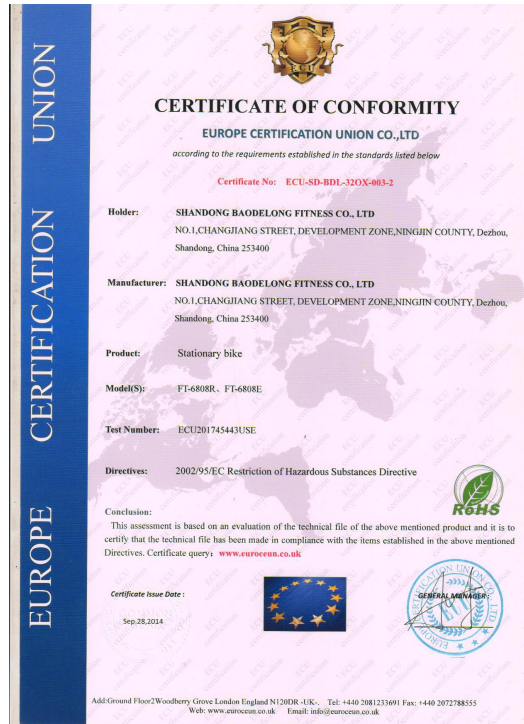 EUROPE CERTIFICATION UNION
ECU
CERTIFICATE OF CONFORMITY
EUROPE CERTIFICATION UNION CO.,LTD
according to the requirements established in the standards listed below
Certificate No: ECU-SD-BDL-32OX-003-2
Holder: SHANDONG BAODELONG FITNESS CO., LTD
NO.1,CHANGJIANG STREET, DEVELOPMENT ZONE,NINGJIN COUNTY, Dezhou,
Shandong, China 253400
Manufacturer: SHANDONG BAODELONG FITNESS CO., LTD
NO.1,CHANGJIANG STREET, DEVELOPMENT ZONE,NINGJIN COUNTY, Dezhou,
Shandong, China 253400
Product: Stationary bike
Model(S): FT-6808R、FT-6808E
Test Number: ECU201745443USE
Directives: 2002/95/EC Restriction of Hazardous Substances Directive
RoHS
Conclusion:
This assessment is based on an evaluation of the technical file of the above mentioned product and it is to
certify that the technical file has been made in compliance with the items established in the above mentioned
Directives. Certificate query: www.euroceun.co.uk
Certificate Issue Date :
Sep.28,2014
EUROPE CERTIFICATION UNION CO., LTD
GENERAL MANAGER:
Add:Ground Floor2Woodberry Grove London England N120DR -UK-. Tel: +440 2081233691 Fax: +440 2072788555
Web: www.euroceun.co.uk Email: info@euroceun.co.uk